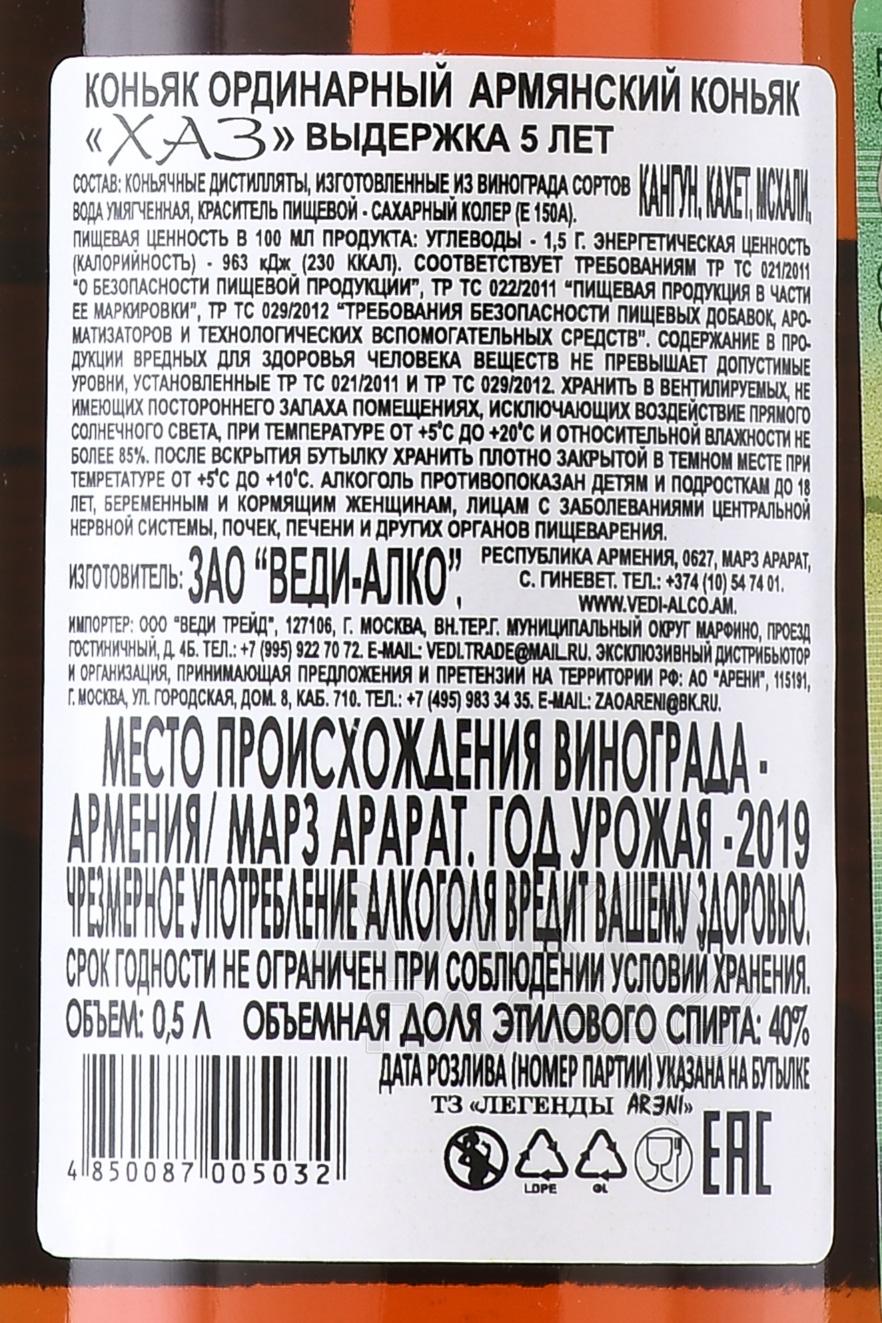 КОНЬЯК ОРДИНАРНЫЙ АРМЯНСКИЙ КОНЬЯК
«ХАЗ» ВЫДЕРЖКА 5 ЛЕТ
СОСТАВ: КОНЬЯЧНЫЕ ДИСТИЛЛЯТЫ, ИЗГОТОВЛЕННЫЕ ИЗ ВИНОГРАДА СОРТОВ КАНГУН, КАХЕТ, МСХАЛИ,
ВОДА УМЯГЧЕННАЯ, КРАСИТЕЛЬ ПИЩЕВОЙ - САХАРНЫЙ КОЛЕР (Е 150А).
ПИЩЕВАЯ ЦЕННОСТЬ В 100 МЛ ПРОДУКТА: УГЛЕВОДЫ - 1,5 Г. ЭНЕРГЕТИЧЕСКАЯ ЦЕННОСТЬ
(КАЛОРИЙНОСТЬ) - 963 кДж (230 ККАЛ). СООТВЕТСТВУЕТ ТРЕБОВАНИЯМ ТР ТС 021/2011
"О БЕЗОПАСНОСТИ ПИЩЕВОЙ ПРОДУКЦИИ", ТР ТС 022/2011 "ПИЩЕВАЯ ПРОДУКЦИЯ В ЧАСТИ
ЕЕ МАРКИРОВКИ", ТР ТС 029/2012 "ТРЕБОВАНИЯ БЕЗОПАСНОСТИ ПИЩЕВЫХ ДОБАВОК, АРО-
МАТИЗАТОРОВ И ТЕХНОЛОГИЧЕСКИХ ВСПОМОГАТЕЛЬНЫХ СРЕДСТВ". СОДЕРЖАНИЕ В ПРО-
ДУКЦИИ ВРЕДНЫХ ДЛЯ ЗДОРОВЬЯ ЧЕЛОВЕКА ВЕЩЕСТВ НЕ ПРЕВЫШАЕТ ДОПУСТИМЫЕ
УРОВНИ, УСТАНОВЛЕННЫЕ ТР ТС 021/2011 И ТР ТС 029/2012. ХРАНИТЬ В ВЕНТИЛИРУЕМЫХ, НЕ
ИМЕЮЩИХ ПОСТОРОННЕГО ЗАПАХА ПОМЕЩЕНИЯХ, ИСКЛЮЧАЮЩИХ ВОЗДЕЙСТВИЕ ПРЯМОГО
СОЛНЕЧНОГО СВЕТА, ПРИ ТЕМПЕРАТУРЕ ОТ +5°С ДО +20°С И ОТНОСИТЕЛЬНОЙ ВЛАЖНОСТИ НЕ
БОЛЕЕ 85%. ПОСЛЕ ВСКРЫТИЯ БУТЫЛКУ ХРАНИТЬ ПЛОТНО ЗАКРЫТОЙ В ТЕМНОМ МЕСТЕ ПРИ
ТЕМПРЕТАТУРЕ ОТ +5°С ДО +10°С. АЛКОГОЛЬ ПРОТИВОПОКАЗАН ДЕТЯМ И ПОДРОСТКАМ ДО 18
ЛЕТ, БЕРЕМЕННЫМ И КОРМЯЩИМ ЖЕНЩИНАМ, ЛИЦАМ С ЗАБОЛЕВАНИЯМИ ЦЕНТРАЛЬНОЙ
НЕРВНОЙ СИСТЕМЫ, ПОЧЕК, ПЕЧЕНИ И ДРУГИХ ОРГАНОВ ПИЩЕВАРЕНИЯ.
ИЗГОТОВИТЕЛЬ: ЗАО "ВЕДИ-АЛКО", РЕСПУБЛИКА АРМЕНИЯ, 0627, МАРЗ АРАРАТ,
С. ГИНЕВЕТ. ТЕЛ.: +374 (10) 54 74 01.
WWW.VEDI-ALCO.AM.
ИМПОРТЕР: ООО "ВЕДИ ТРЕЙД", 127106, Г. МОСКВА, ВН.ТЕР.Г. МУНИЦИПАЛЬНЫЙ ОКРУГ МАРФИНО, ПРОЕЗД
ГОСТИНИЧНЫЙ, Д. 4Б. ТЕЛ.: +7 (995) 922 70 72. E-MAIL: VEDI.TRADE@MAIL.RU. ЭКСКЛЮЗИВНЫЙ ДИСТРИБЬЮТОР
И ОРГАНИЗАЦИЯ, ПРИНИМАЮЩАЯ ПРЕДЛОЖЕНИЯ И ПРЕТЕНЗИИ НА ТЕРРИТОРИИ РФ: АО "АРЕНИ", 115191,
Г. МОСКВА, УЛ. ГОРОДСКАЯ, ДОМ. 8, КАБ. 710. ТЕЛ.: +7 (495) 983 34 35. E-MAIL: ZAOARENI@BK.RU.
МЕСТО ПРОИСХОЖДЕНИЯ ВИНОГРАДА -
АРМЕНИЯ/ МАРЗ АРАРАТ. ГОД УРОЖАЯ -2019
ЧРЕЗМЕРНОЕ УПОТРЕБЛЕНИЕ АЛКОГОЛЯ ВРЕДИТ ВАШЕМУ ЗДОРОВЬЮ.
СРОК ГОДНОСТИ НЕ ОГРАНИЧЕН ПРИ СОБЛЮДЕНИИ УСЛОВИЙ ХРАНЕНИЯ.
ОБЪЕМ: 0,5 Л ОБЪЕМНАЯ ДОЛЯ ЭТИЛОВОГО СПИРТА: 40%
ДАТА РОЗЛИВА (НОМЕР ПАРТИИ) УКАЗАНА НА БУТЫЛКЕ
ТЗ «ЛЕГЕНДЫ ARENI»
4 850087 005032
LDPE GL EAC